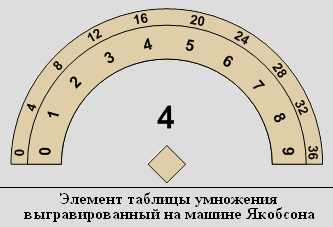 0 4 8 12 16 20 24 28 32 36
0 1 2 3 4 5 6 7 8 9
4
Элемент таблицы умножения
выгравированный на машине Якобсона